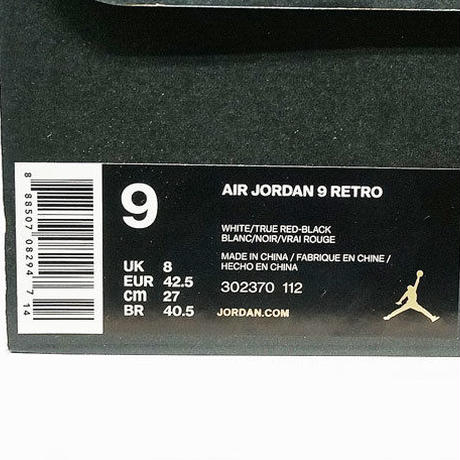 8 88507 08294 7 14
9
UK 8
EUR 42.5
cm 27
BR 40.5
AIR JORDAN 9 RETRO
WHITE/TRUE RED-BLACK
BLANC/NOIR/VRAI ROUGE
MADE IN CHINA / FABRIQUE EN CHINE /
HECHO EN CHINA
302370 112
JORDAN.COM